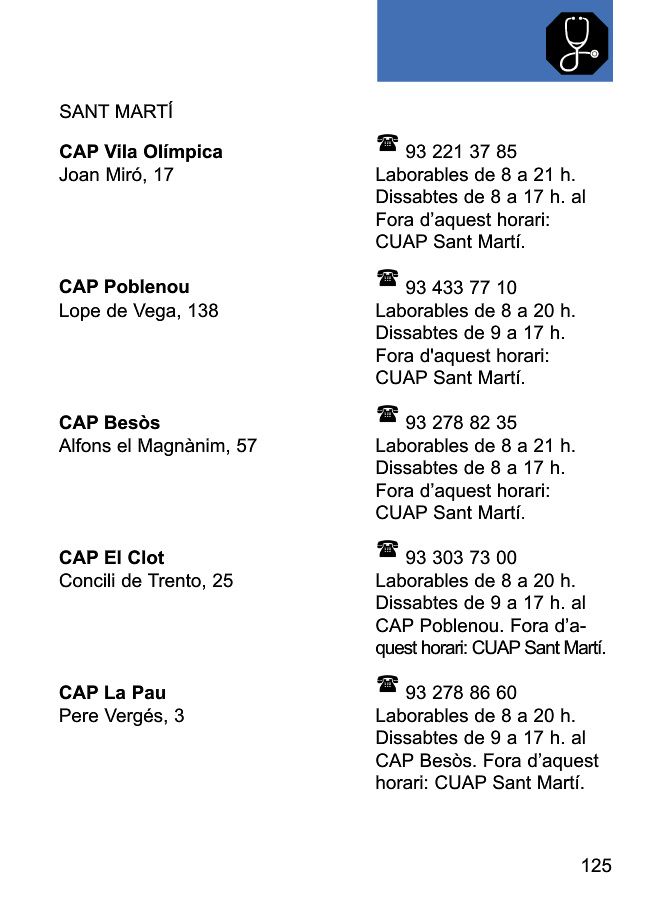 SANT MARTÍ
CAP Vila Olímpica
Joan Miró, 17
☎ 93 221 37 85
Laborables de 8 a 21 h.
Dissabtes de 8 a 17 h. al
Fora d’aquest horari:
CUAP Sant Martí.
CAP Poblenou
Lope de Vega, 138
☎ 93 433 77 10
Laborables de 8 a 20 h.
Dissabtes de 9 a 17 h.
Fora d'aquest horari:
CUAP Sant Martí.
CAP Besòs
Alfons el Magnànim, 57
☎ 93 278 82 35
Laborables de 8 a 21 h.
Dissabtes de 8 a 17 h.
Fora d’aquest horari:
CUAP Sant Martí.
CAP El Clot
Concili de Trento, 25
☎ 93 303 73 00
Laborables de 8 a 20 h.
Dissabtes de 9 a 17 h. al
CAP Poblenou. Fora d’a-
quest horari: CUAP Sant Martí.
CAP La Pau
Pere Vergés, 3
☎ 93 278 86 60
Laborables de 8 a 20 h.
Dissabtes de 9 a 17 h. al
CAP Besòs. Fora d’aquest
horari: CUAP Sant Martí.
125